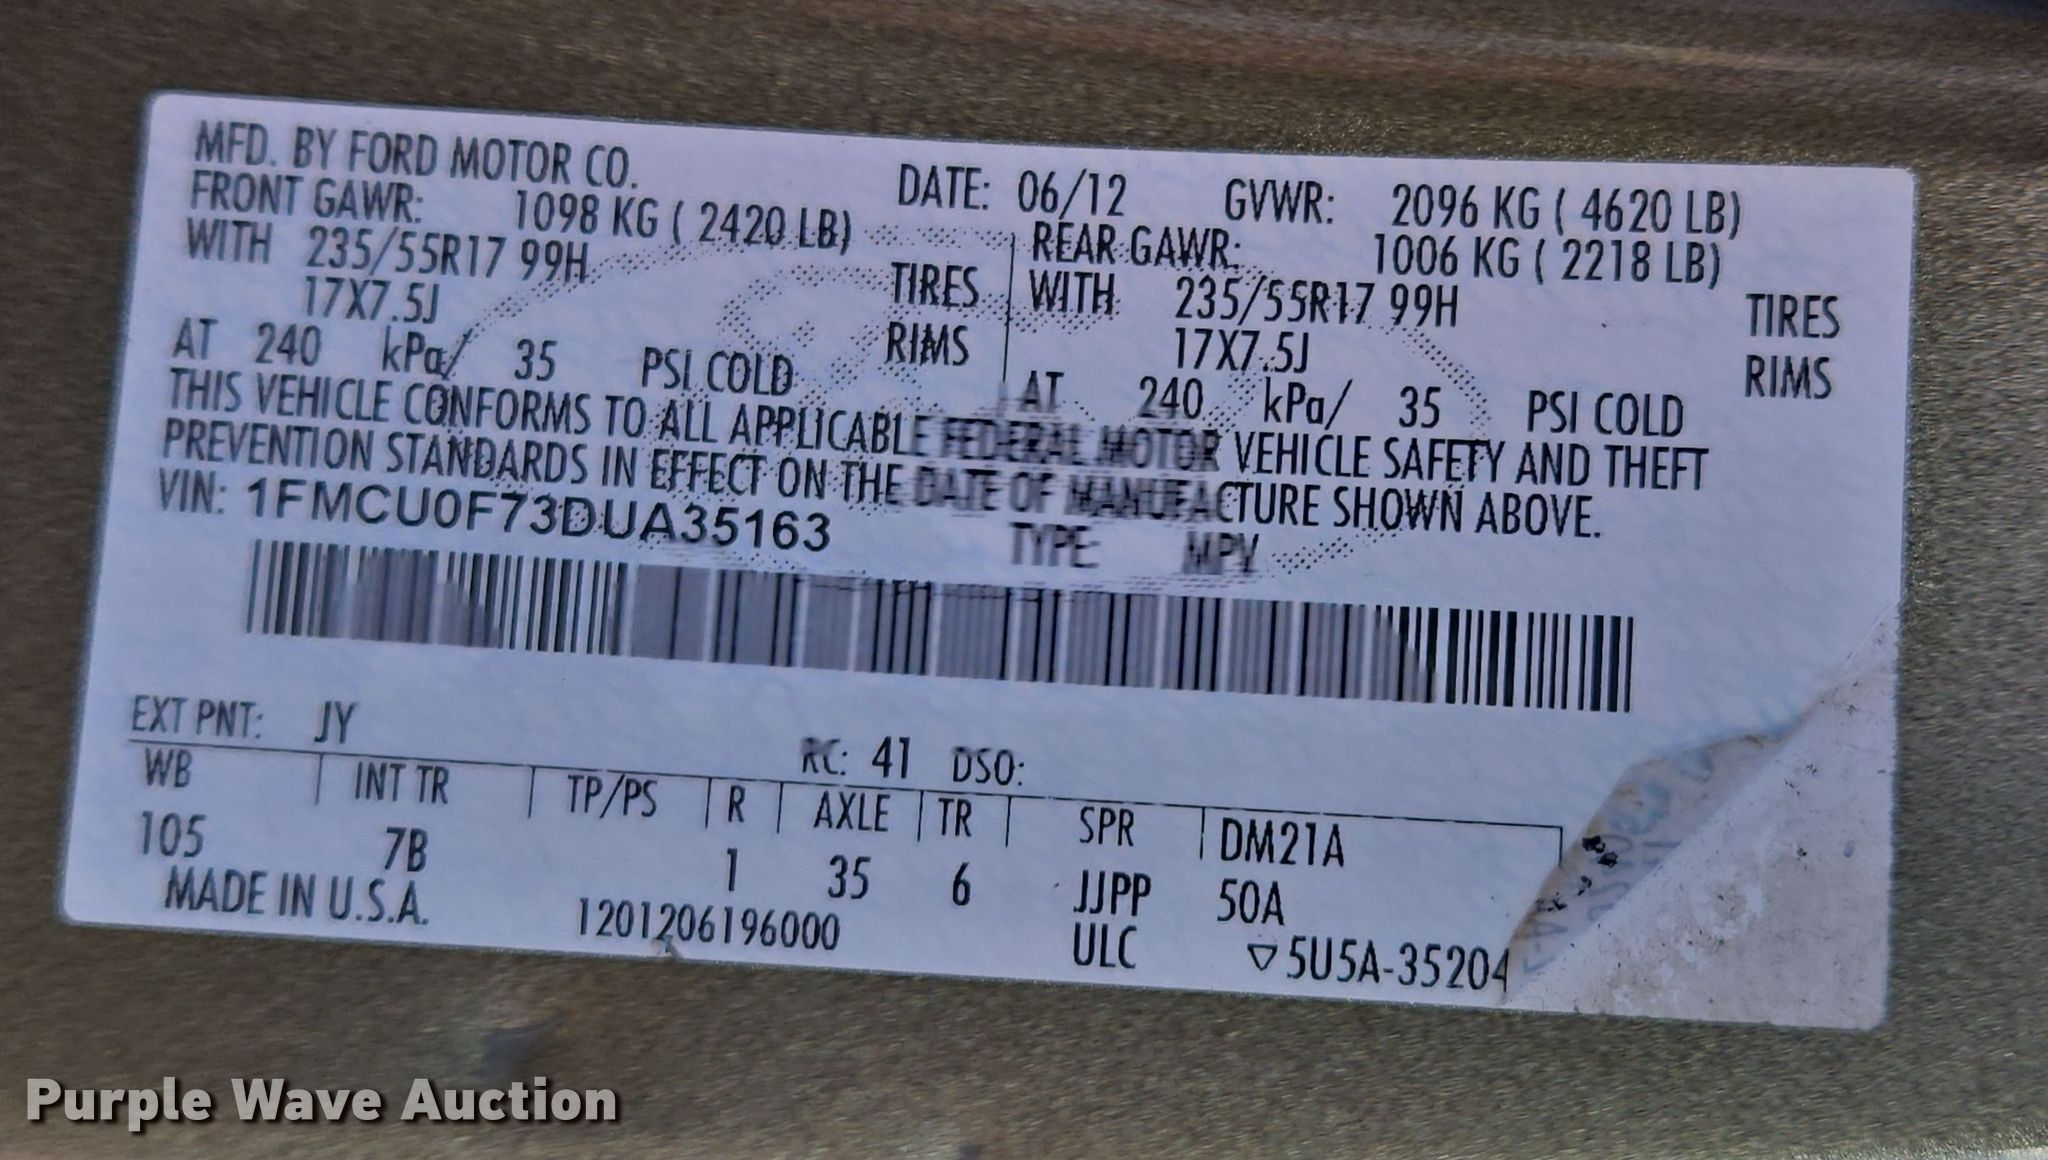 MFD. BY FORD MOTOR CO.
DATE: 06/12 GVWR: 2096 KG ( 4620 LB)
FRONT GAWR: 1098 KG ( 2420 LB) REAR GAWR: 1006 KG ( 2218 LB)
WITH 235/55R17 99H TIRES WITH 235/55R17 99H TIRES
17X7.5J RIMS 17X7.5J RIMS
AT 240 kPa/ 35 PSI COLD AT 240 kPa/ 35 PSI COLD
THIS VEHICLE CONFORMS TO ALL APPLICABLE FEDERAL MOTOR VEHICLE SAFETY AND THEFT
PREVENTION STANDARDS IN EFFECT ON THE DATE OF MANUFACTURE SHOWN ABOVE.
VIN: 1FMCU0F73DUA35163
TYPE: MPV
EXT PNT: JY RC: 41 DSO:
WB INT TR TP/PS R AXLE TR SPR DM21A
105 7B 1 35 6 JJPP 50A
MADE IN U.S.A. 1201206196000 ULC ▽5U5A-35204
Purple Wave Auction